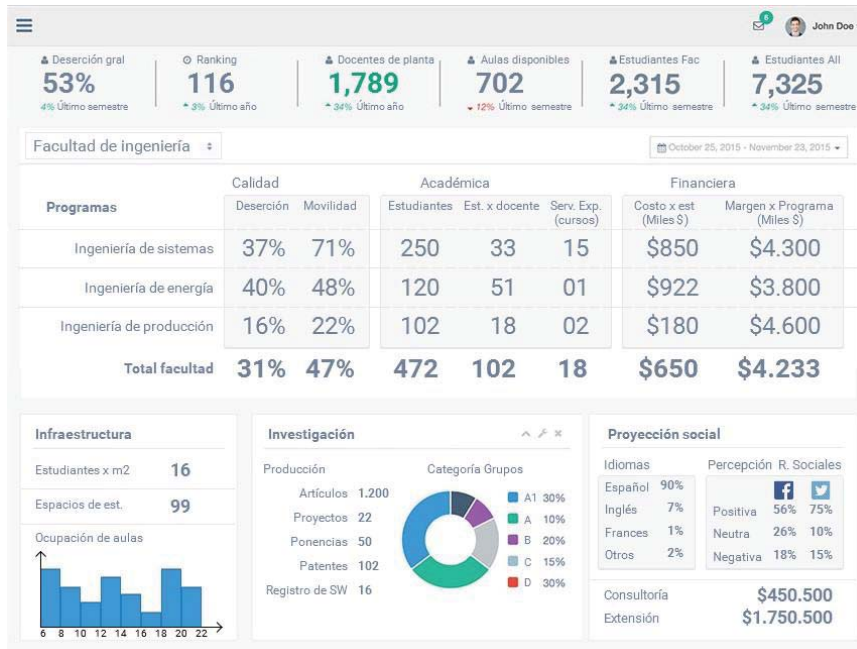 6
John Doe
Deserción gral
53%
4% Último semestre
Ranking
116
3% Último año
Docentes de planta
1,789
34% Último año
Aulas disponibles
702
12% Último semestre
Estudiantes Fac
2,315
34% Último semestre
Estudiantes All
7,325
34% Último semestre
Facultad de ingeniería
October 25, 2015 - November 23, 2015
Calidad Académica Financiera
Programas Deserción Movilidad Estudiantes Est. x docente Serv. Exp. (cursos) Costo x est (Miles $) Margen x Programa (Miles $)
Ingeniería de sistemas 37% 71% 250 33 15 $850 $4.300
Ingeniería de energía 40% 48% 120 51 01 $922 $3.800
Ingeniería de producción 16% 22% 102 18 02 $180 $4.600
Total facultad 31% 47% 472 102 18 $650 $4.233
Infraestructura
Estudiantes x m2 16
Espacios de est. 99
Ocupación de aulas
6 8 10 12 14 16 18 20 22
Investigación
Producción
Artículos 1.200
Proyectos 22
Ponencias 50
Patentes 102
Registro de SW 16
Categoría Grupos
A1 30%
A 10%
B 20%
C 15%
D 30%
Proyección social
Idiomas
Español 90%
Inglés 7%
Frances 1%
Otros 2%
Percepción R. Sociales
Positiva 56% 75%
Neutra 26% 10%
Negativa 18% 15%
Consultoría $450.500
Extensión $1.750.500